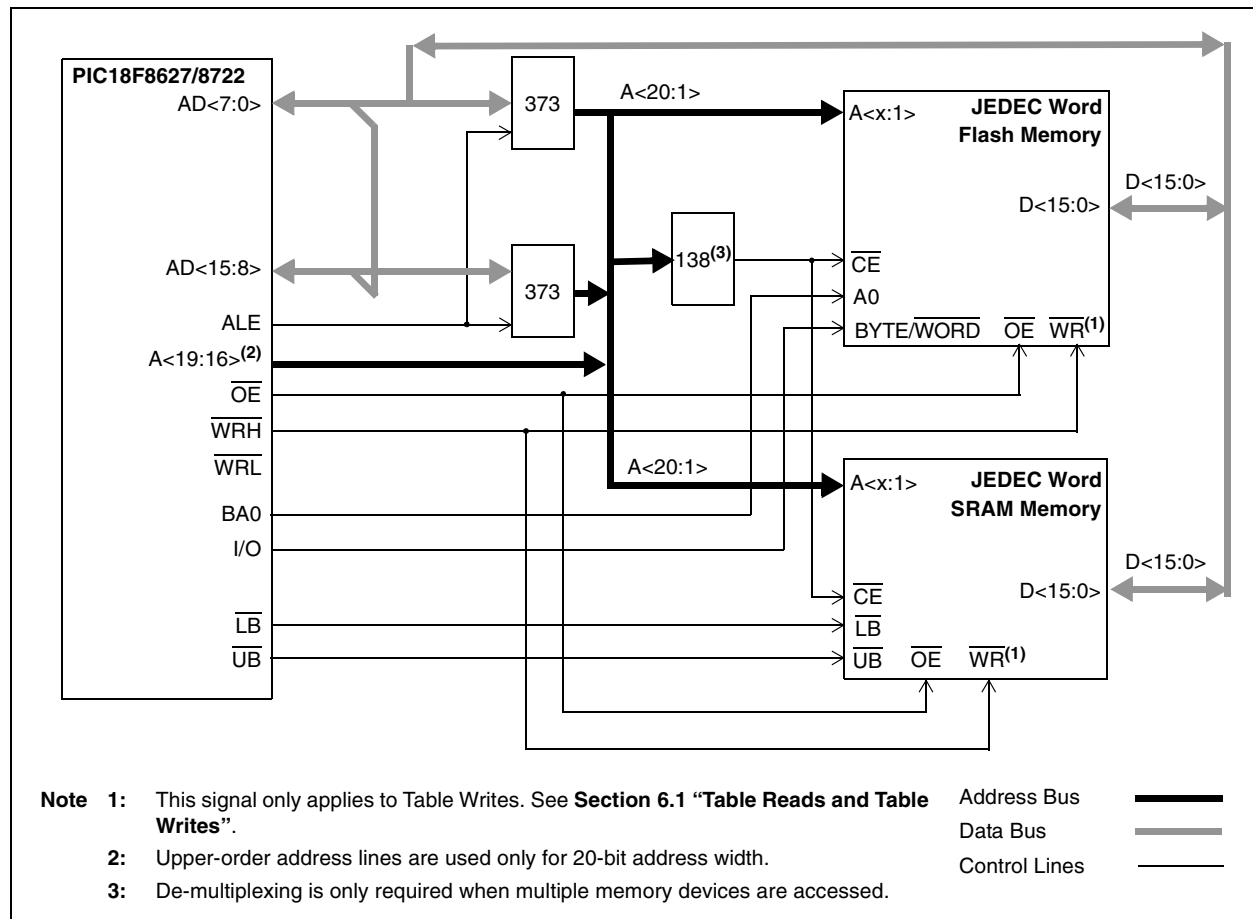 PIC18F8627/8722
AD<7:0>
373
A<20:1>
A<x:1>
JEDEC Word
Flash Memory
D<15:0>
D<15:0>
AD<15:8>
373
138(3)
CE
A0
BYTE/WORD
OE
WR(1)
ALE
A<19:16>(2)
OE
WRH
WRL
BA0
I/O
LB
UB
A<20:1>
A<x:1>
JEDEC Word
SRAM Memory
D<15:0>
D<15:0>
CE
LB
UB
OE
WR(1)
Note 1: This signal only applies to Table Writes. See Section 6.1 “Table Reads and Table
Writes”.
2: Upper-order address lines are used only for 20-bit address width.
3: De-multiplexing is only required when multiple memory devices are accessed.
Address Bus
Data Bus
Control Lines